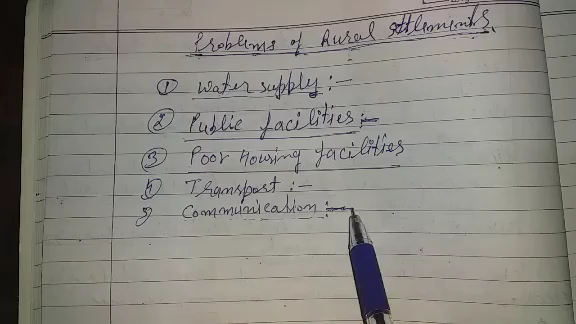 Problems of Rural Settlements
① Water supply :-
② Public facilities :-
③ Poor Housing facilities
④ Transport :-
5 Communication :-